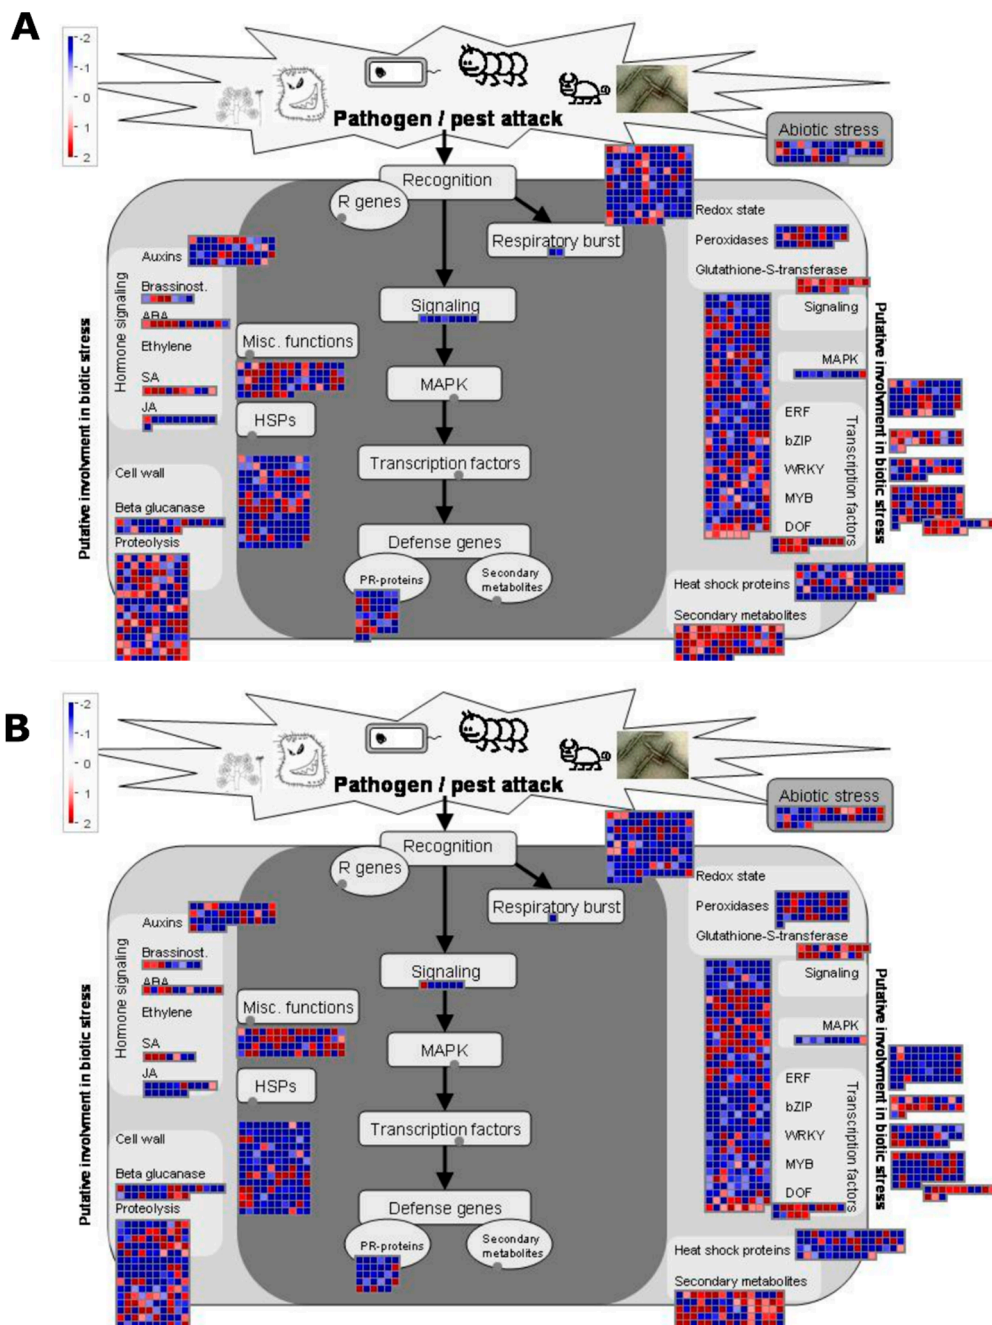 A
-2
-1
0
1
2
Pathogen / pest attack
Abiotic stress
Recognition
R genes
Respiratory burst
Redox state
Peroxidases
Glutathione-S-transferase
Auxins
Brassinost.
ABA
Ethylene
SA
JA
Hormone signaling
Putative involvment in biotic stress
Signaling
Misc. functions
MAPK
HSPs
Transcription factors
Defense genes
PR-proteins
Secondary
metabolites
Cell wall
Beta glucanase
Proteolysis
Signaling
MAPK
ERF
bZIP
WRKY
MYB
DOF
Transcription factors
Putative involvment in biotic stress
Heat shock proteins
Secondary metabolites
B
-2
-1
0
1
2
Pathogen / pest attack
Abiotic stress
Recognition
R genes
Respiratory burst
Redox state
Peroxidases
Glutathione-S-transferase
Auxins
Brassinost.
ABA
Ethylene
SA
JA
Hormone signaling
Putative involvment in biotic stress
Signaling
Misc. functions
MAPK
HSPs
Transcription factors
Defense genes
PR-proteins
Secondary
metabolites
Cell wall
Beta glucanase
Proteolysis
Signaling
MAPK
ERF
bZIP
WRKY
MYB
DOF
Transcription factors
Putative involvment in biotic stress
Heat shock proteins
Secondary metabolites